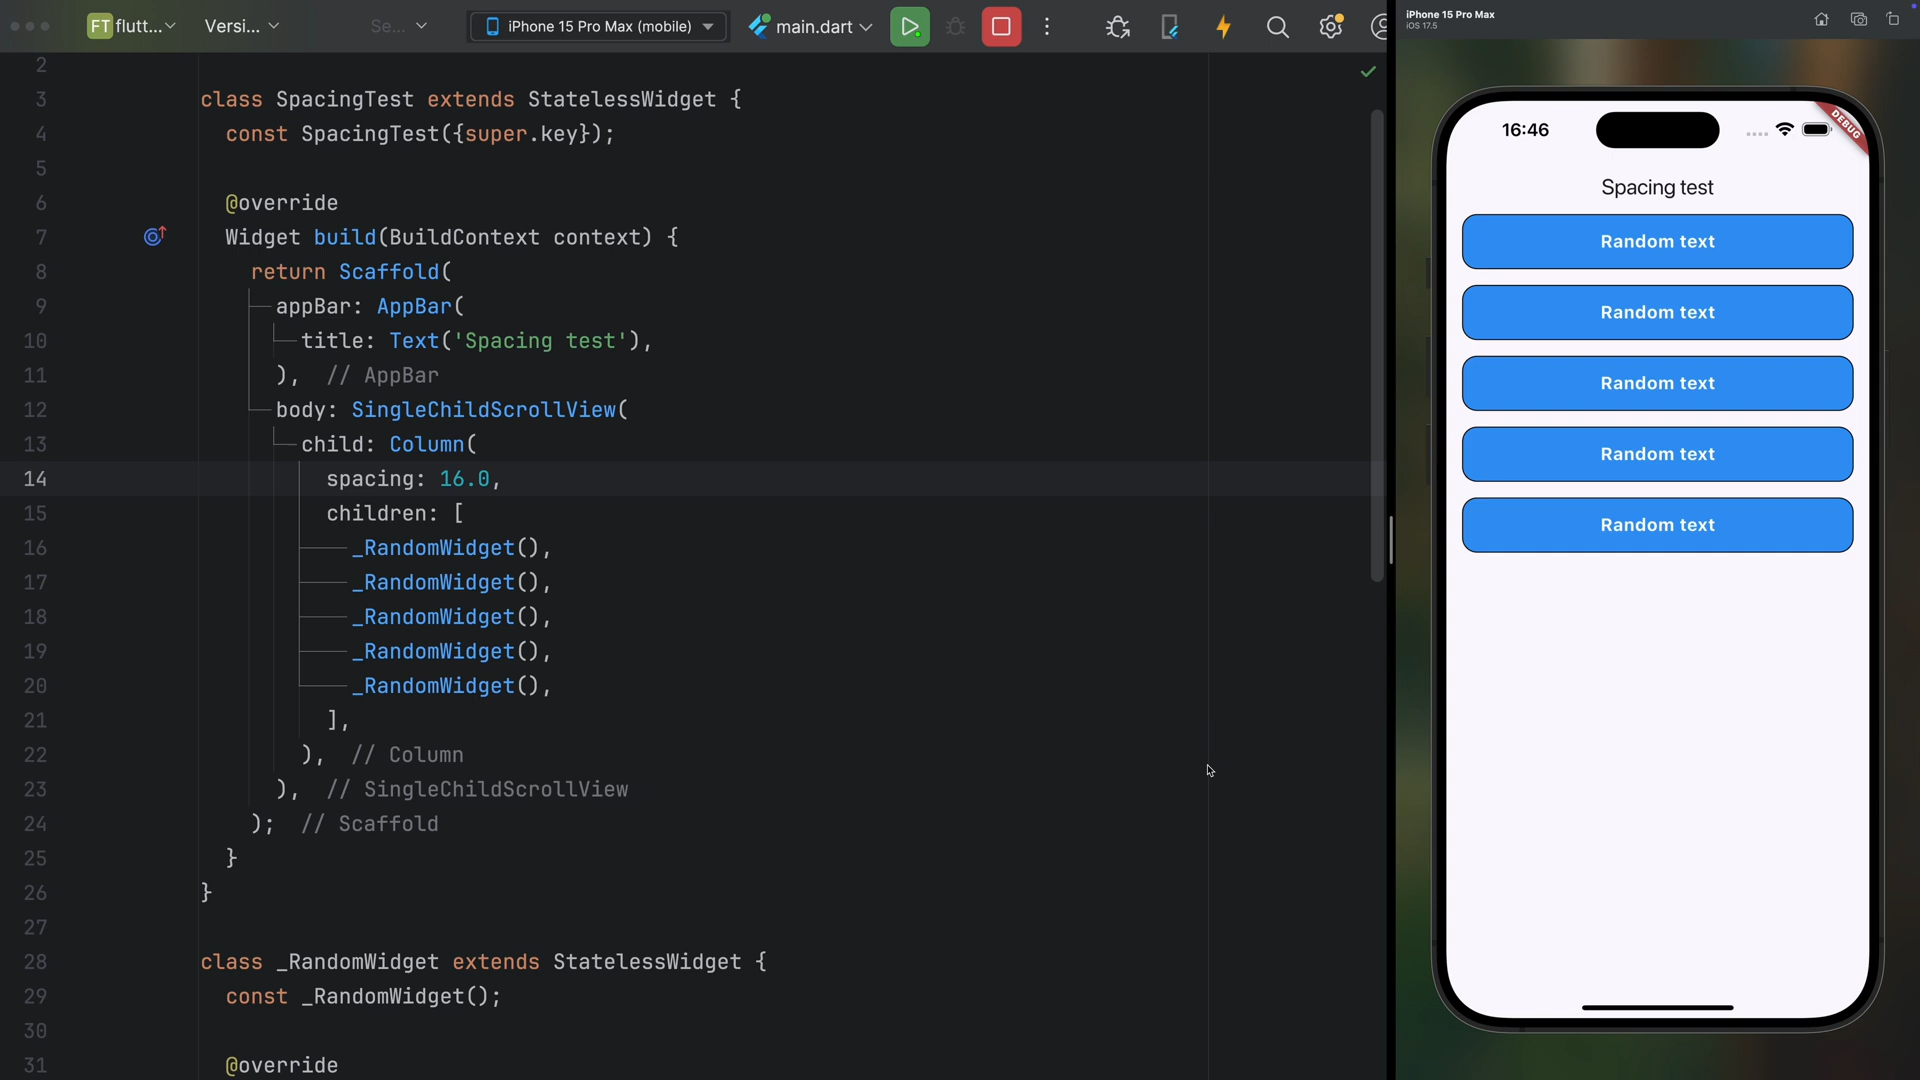 FT flutt... Versi... Se... iPhone 15 Pro Max (mobile) main.dart
2
3 class SpacingTest extends StatelessWidget {
4 const SpacingTest({super.key});
5
6 @override
7 Widget build(BuildContext context) {
8 return Scaffold(
9 appBar: AppBar(
10 title: Text('Spacing test'),
11 ), // AppBar
12 body: SingleChildScrollView(
13 child: Column(
14 spacing: 16.0,
15 children: [
16 _RandomWidget(),
17 _RandomWidget(),
18 _RandomWidget(),
19 _RandomWidget(),
20 _RandomWidget(),
21 ],
22 ), // Column
23 ), // SingleChildScrollView
24 ); // Scaffold
25 }
26 }
27
28 class _RandomWidget extends StatelessWidget {
29 const _RandomWidget();
30
31 @override
iPhone 15 Pro Max
iOS 17.5
16:46
DEBUG
Spacing test
Random text
Random text
Random text
Random text
Random text